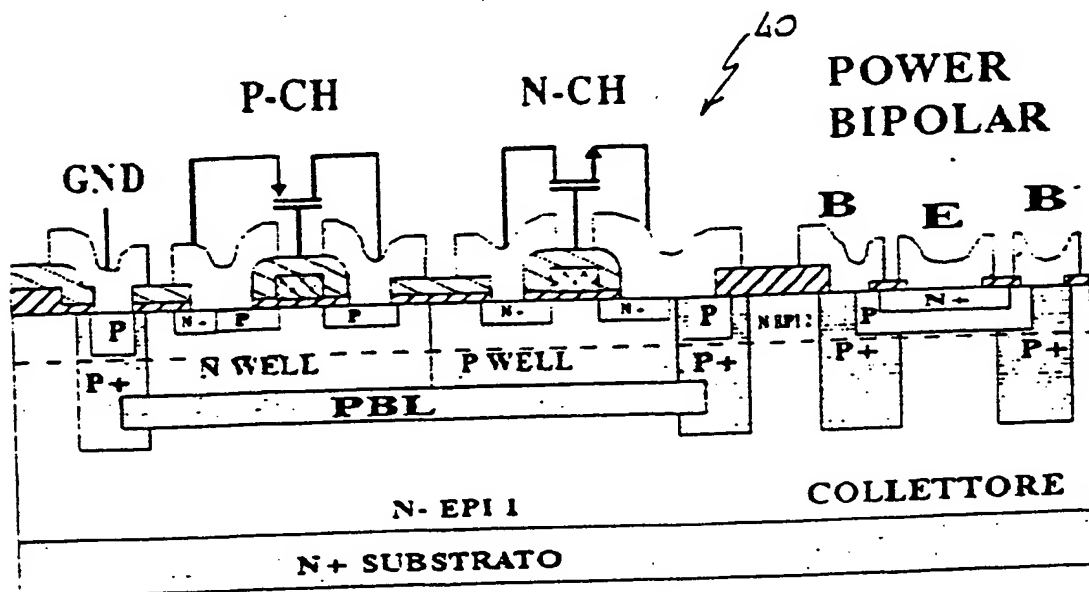 40
POWER
BIPOLAR
P-CH
N-CH
GND
B
E
B
P
N-
P
P
N-
N-
P
N EPI 2
P
N+
P+
N WELL
P WELL
P+
P+
P+
PBL
N- EPI 1
COLLETTORE
N+ SUBSTRATO